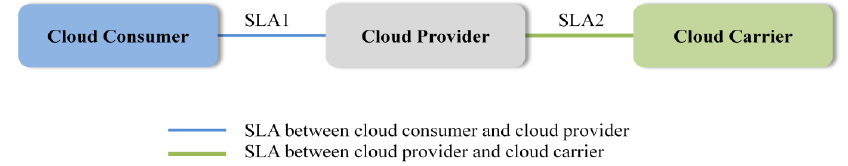 SLA1 SLA2
Cloud Consumer Cloud Provider Cloud Carrier
SLA between cloud consumer and cloud provider
SLA between cloud provider and cloud carrier